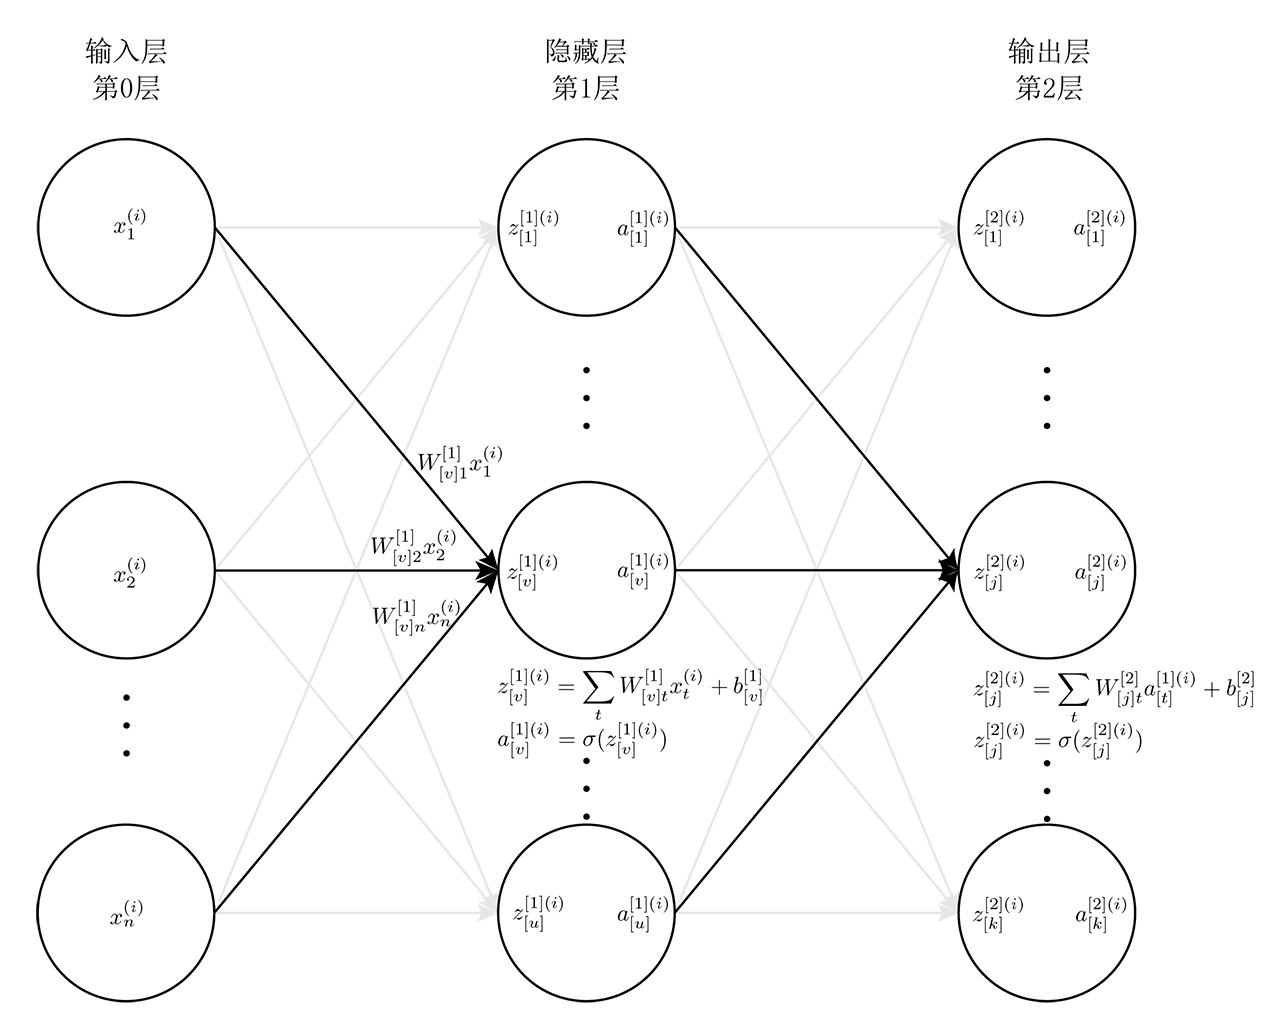 输入层
第0层
隐藏层
第1层
输出层
第2层
$x_1^{(i)}$
$z_{[1]}^{[1](i)}$ $a_{[1]}^{[1](i)}$
$z_{[1]}^{[2](i)}$ $a_{[1]}^{[2](i)}$
$W_{[v]1}^{[1]}x_1^{(i)}$
$W_{[v]2}^{[1]}x_2^{(i)}$
$x_2^{(i)}$
$z_{[v]}^{[1](i)}$ $a_{[v]}^{[1](i)}$
$z_{[j]}^{[2](i)}$ $a_{[j]}^{[2](i)}$
$W_{[v]n}^{[1]}x_n^{(i)}$
$z_{[v]}^{[1](i)} = \sum_t W_{[v]t}^{[1]}x_t^{(i)} + b_{[v]}^{[1]}$
$a_{[v]}^{[1](i)} = \sigma(z_{[v]}^{[1](i)})$
$z_{[j]}^{[2](i)} = \sum_t W_{[j]t}^{[2]}a_{[t]}^{[1](i)} + b_{[j]}^{[2]}$
$z_{[j]}^{[2](i)} = \sigma(z_{[j]}^{[2](i)})$
$x_n^{(i)}$
$z_{[u]}^{[1](i)}$ $a_{[u]}^{[1](i)}$
$z_{[k]}^{[2](i)}$ $a_{[k]}^{[2](i)}$